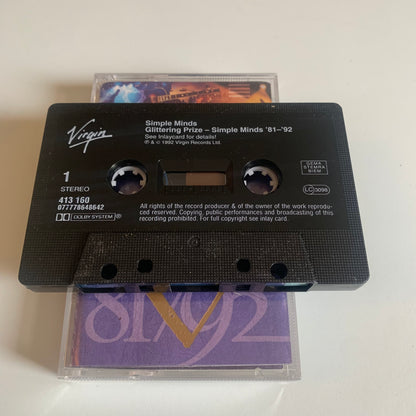 Virgin
Simple Minds
Glittering Prize – Simple Minds '81–'92
See Inlaycard for details!
℗ & © 1992 Virgin Records Ltd.
1
STEREO
413 160
077778648642
DOLBY SYSTEM ®
GEMA
STEMRA
BIEM
LC 3098
All rights of the record producer & of the owner of the work reprodu-
ced reserved. Copying, public performances and broadcasting of this
recording prohibited. For full copyright see inlay card.
81/92